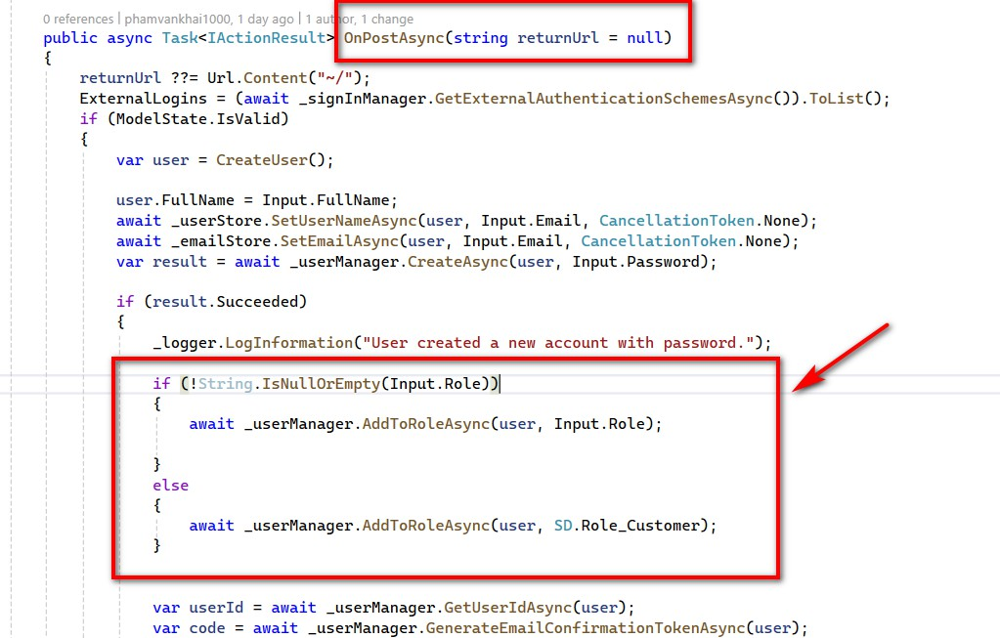 0 references | phamvankhai1000, 1 day ago | 1 author, 1 change
public async Task<IActionResult> OnPostAsync(string returnUrl = null)
{
returnUrl ??= Url.Content("~/");
ExternalLogins = (await _signInManager.GetExternalAuthenticationSchemesAsync()).ToList();
if (ModelState.IsValid)
{
var user = CreateUser();
user.FullName = Input.FullName;
await _userStore.SetUserNameAsync(user, Input.Email, CancellationToken.None);
await _emailStore.SetEmailAsync(user, Input.Email, CancellationToken.None);
var result = await _userManager.CreateAsync(user, Input.Password);
if (result.Succeeded)
{
_logger.LogInformation("User created a new account with password.");
if (!String.IsNullOrEmpty(Input.Role))
{
await _userManager.AddToRoleAsync(user, Input.Role);
}
else
{
await _userManager.AddToRoleAsync(user, SD.Role_Customer);
}
var userId = await _userManager.GetUserIdAsync(user);
var code = await _userManager.GenerateEmailConfirmationTokenAsync(user);